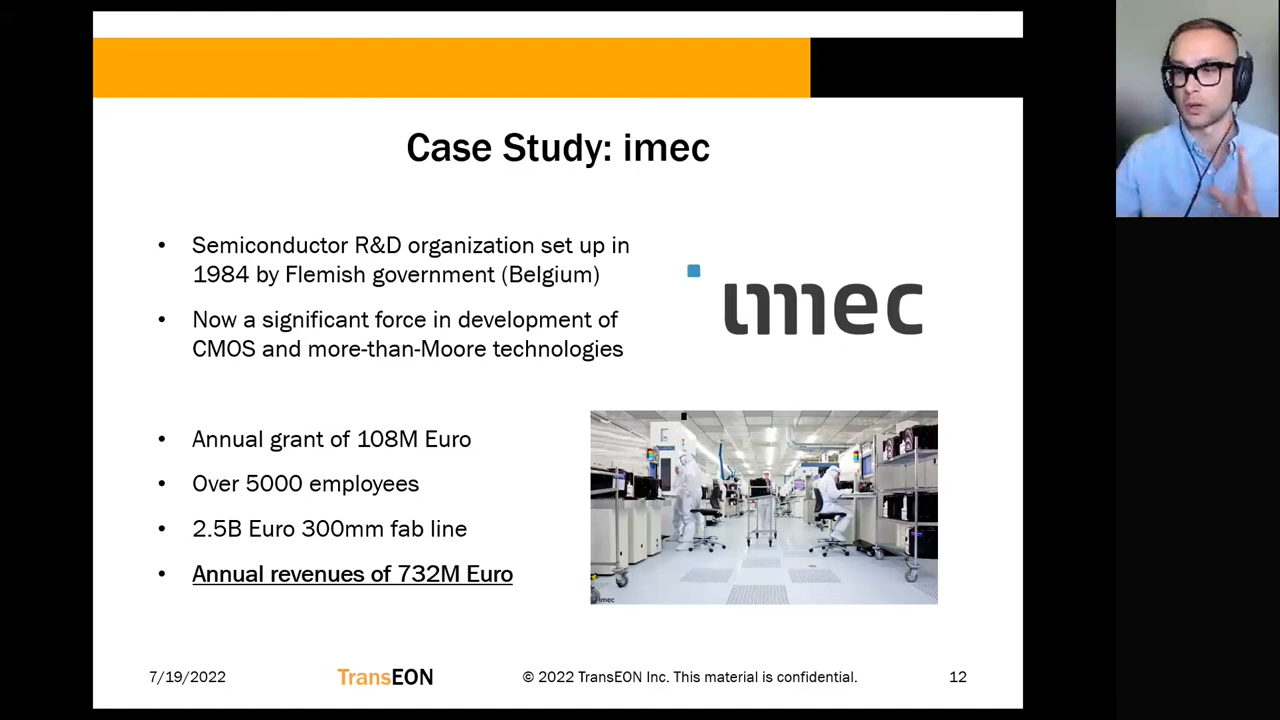 Case Study: imec
• Semiconductor R&D organization set up in
1984 by Flemish government (Belgium)
• Now a significant force in development of
CMOS and more-than-Moore technologies
imec
• Annual grant of 108M Euro
• Over 5000 employees
• 2.5B Euro 300mm fab line
• Annual revenues of 732M Euro
imec
7/19/2022
TransEON
© 2022 TransEON Inc. This material is confidential.
12